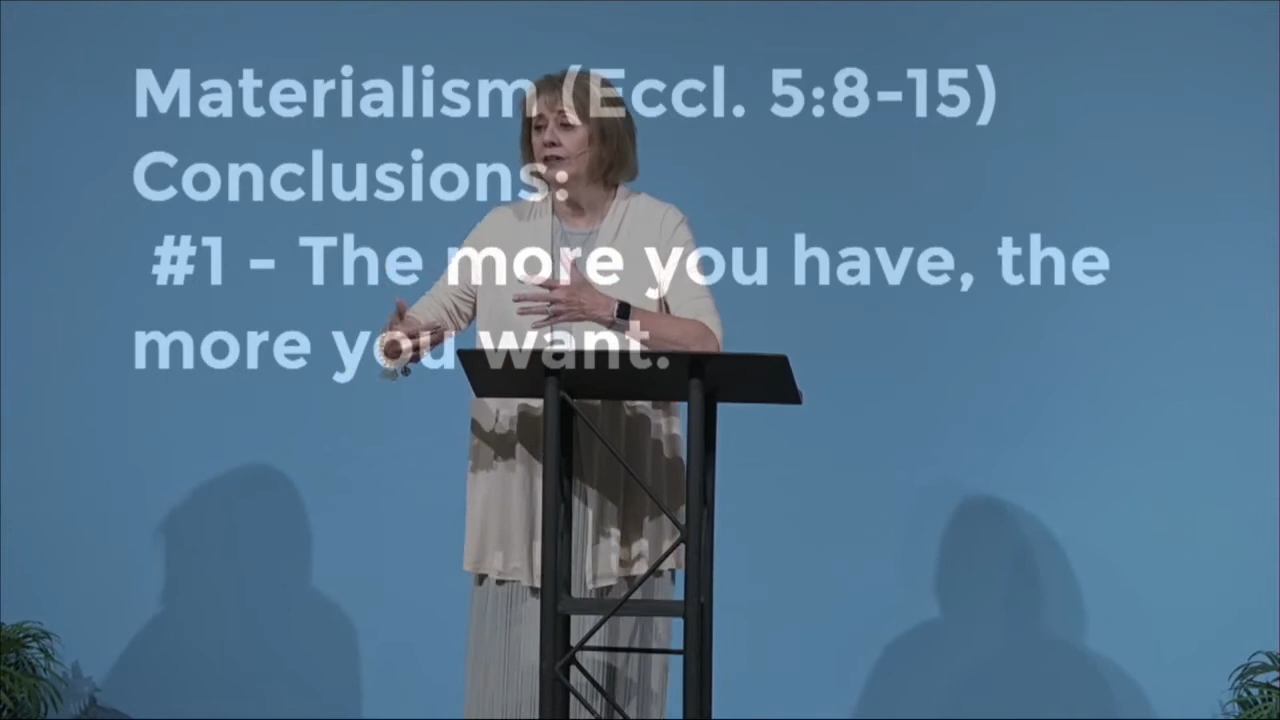 Materialism (Eccl. 5:8-15)
Conclusions:
#1 - The more you have, the
more you want.